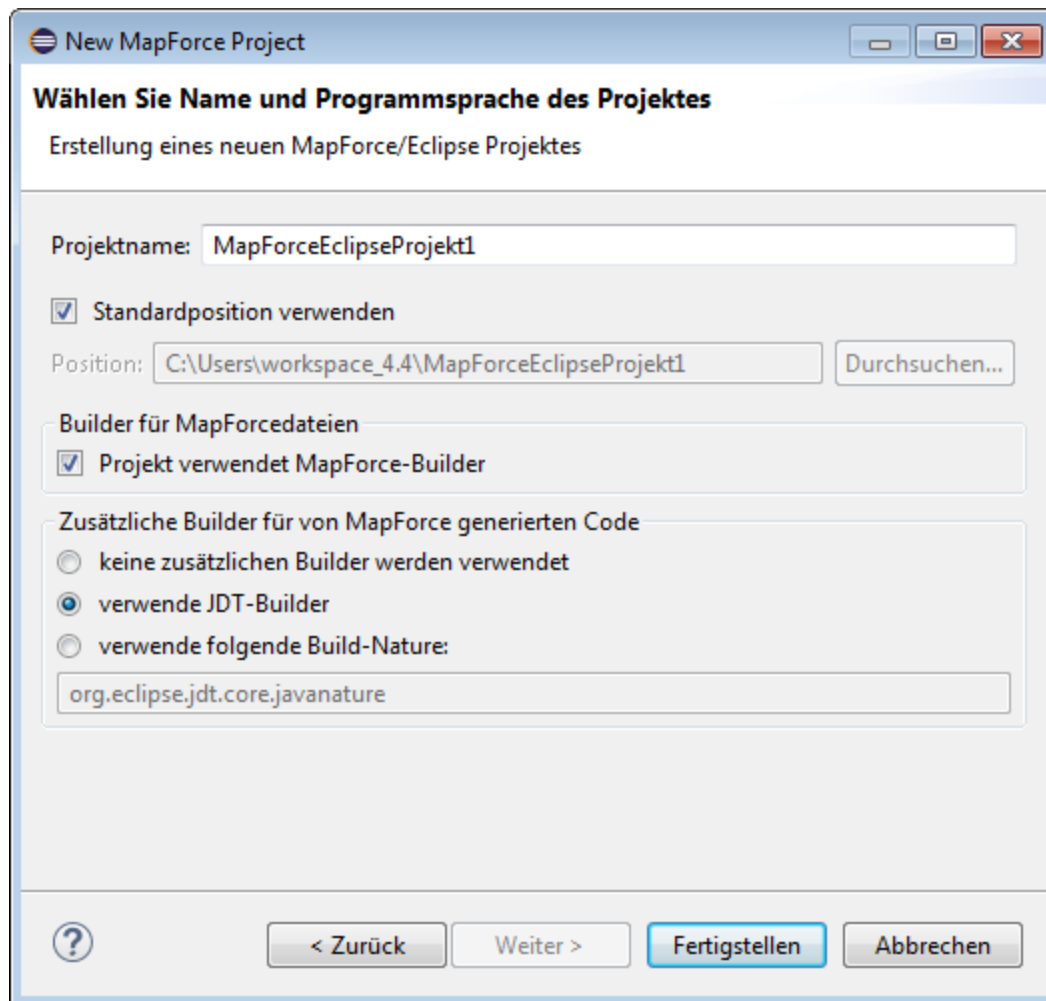 New MapForce Project
Wählen Sie Name und Programmsprache des Projektes
Erstellung eines neuen MapForce/Eclipse Projektes
Projektname: MapForceEclipseProjekt1
Standardposition verwenden
Position: C:\Users\workspace_4.4\MapForceEclipseProjekt1 Durchsuchen...
Builder für MapForcedateien
Projekt verwendet MapForce-Builder
Zusätzliche Builder für von MapForce generierten Code
keine zusätzlichen Builder werden verwendet
verwende JDT-Builder
verwende folgende Build-Nature:
org.eclipse.jdt.core.javanature
? < Zurück Weiter > Fertigstellen Abbrechen